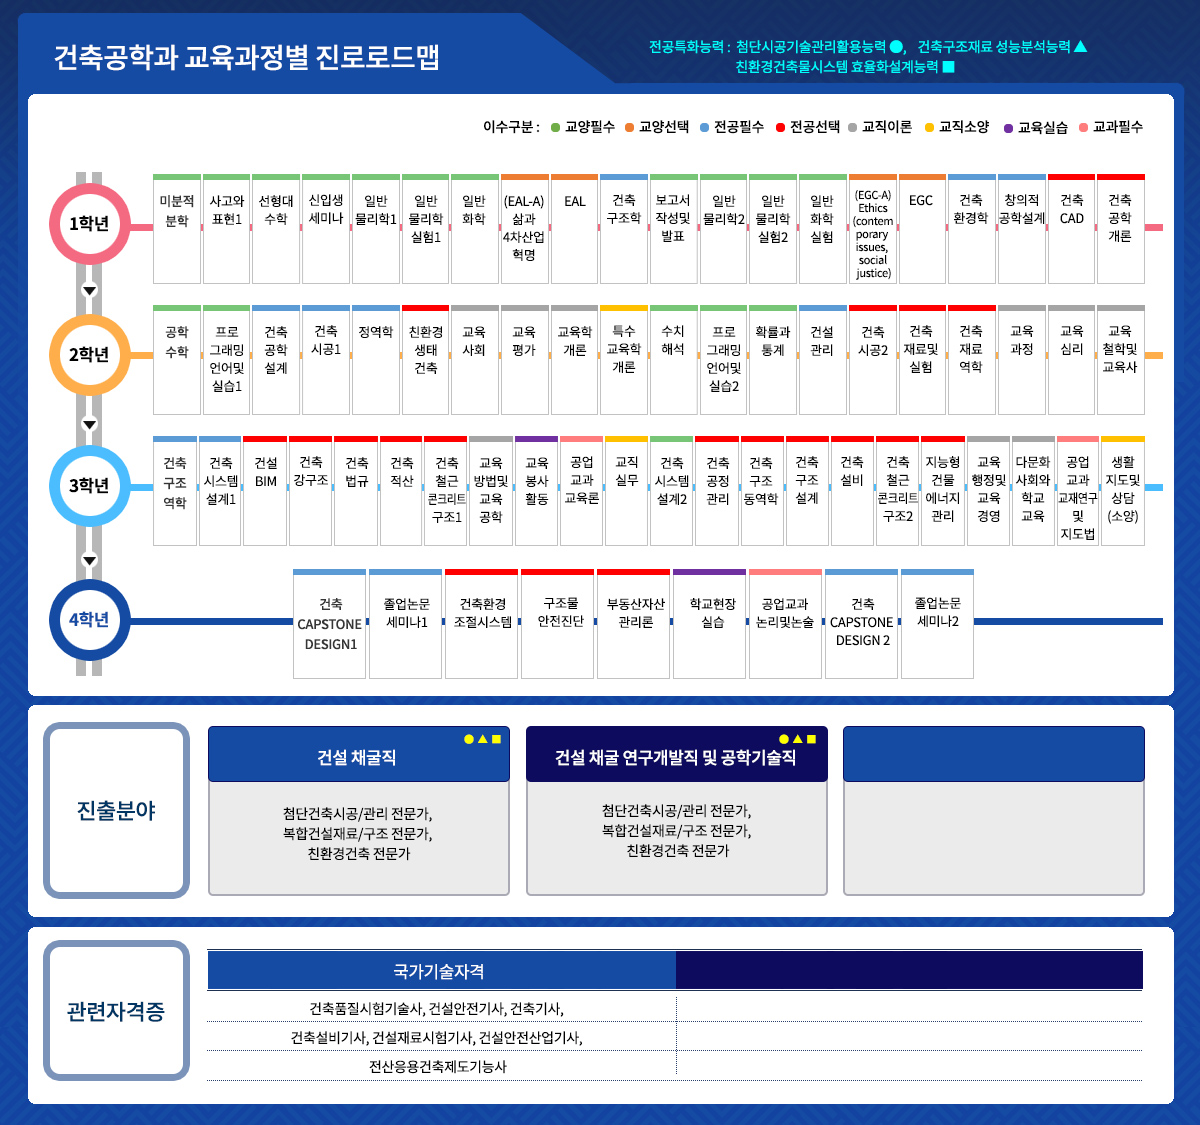 건축공학과 교육과정별 진로로드맵
전공특화능력 : 첨단시공기술관리활용능력 ●, 건축구조재료 성능분석능력 ▲
친환경건축물시스템 효율화설계능력 ■
이수구분 : ● 교양필수 ● 교양선택 ● 전공필수 ● 전공선택 ● 교직이론 ● 교직소양 ● 교육실습 ● 교과필수
1학년
미분적
분학
사고와
표현1
선형대
수학
신입생
세미나
일반
물리학1
일반
물리학
실험1
일반
화학
(EAL-A)
삶과
4차산업
혁명
EAL
건축
구조학
보고서
작성및
발표
일반
물리학2
일반
물리학
실험2
일반
화학
실험
(EGC-A)
Ethics
(contem
porary
issues,
social
justice)
EGC
건축
환경학
창의적
공학설계
건축
CAD
건축
공학
개론
2학년
공학
수학
프로
그래밍
언어및
실습1
건축
공학
설계
건축
시공1
정역학
친환경
생태
건축
교육
사회
교육
평가
교육학
개론
특수
교육학
개론
수치
해석
프로
그래밍
언어및
실습2
확률과
통계
건설
관리
건축
시공2
건축
재료및
실험
건축
재료
역학
교육
과정
교육
심리
교육
철학및
교육사
3학년
건축
구조
역학
건축
시스템
설계1
건설
BIM
건축
강구조
건축
법규
건축
적산
건축
철근
콘크리트
구조1
교육
방법및
교육
공학
교육
봉사
활동
공업
교과
교육론
교직
실무
건축
시스템
설계2
건축
공정
관리
건축
구조
동역학
건축
구조
설계
건축
설비
건축
철근
콘크리트
구조2
지능형
건물
에너지
관리
교육
행정및
교육
경영
다문화
사회와
학교
교육
공업
교과
교재연구
및
지도법
생활
지도및
상담
(소양)
4학년
건축
CAPSTONE
DESIGN1
졸업논문
세미나1
건축환경
조절시스템
구조물
안전진단
부동산자산
관리론
학교현장
실습
공업교과
논리및논술
건축
CAPSTONE
DESIGN 2
졸업논문
세미나2
진출분야
● ▲ ■
건설 채굴직
첨단건축시공/관리 전문가,
복합건설재료/구조 전문가,
친환경건축 전문가
● ▲ ■
건설 채굴 연구개발직 및 공학기술직
첨단건축시공/관리 전문가,
복합건설재료/구조 전문가,
친환경건축 전문가
관련자격증
국가기술자격
건축품질시험기술사, 건설안전기사, 건축기사,
건축설비기사, 건설재료시험기사, 건설안전산업기사,
전산응용건축제도기능사